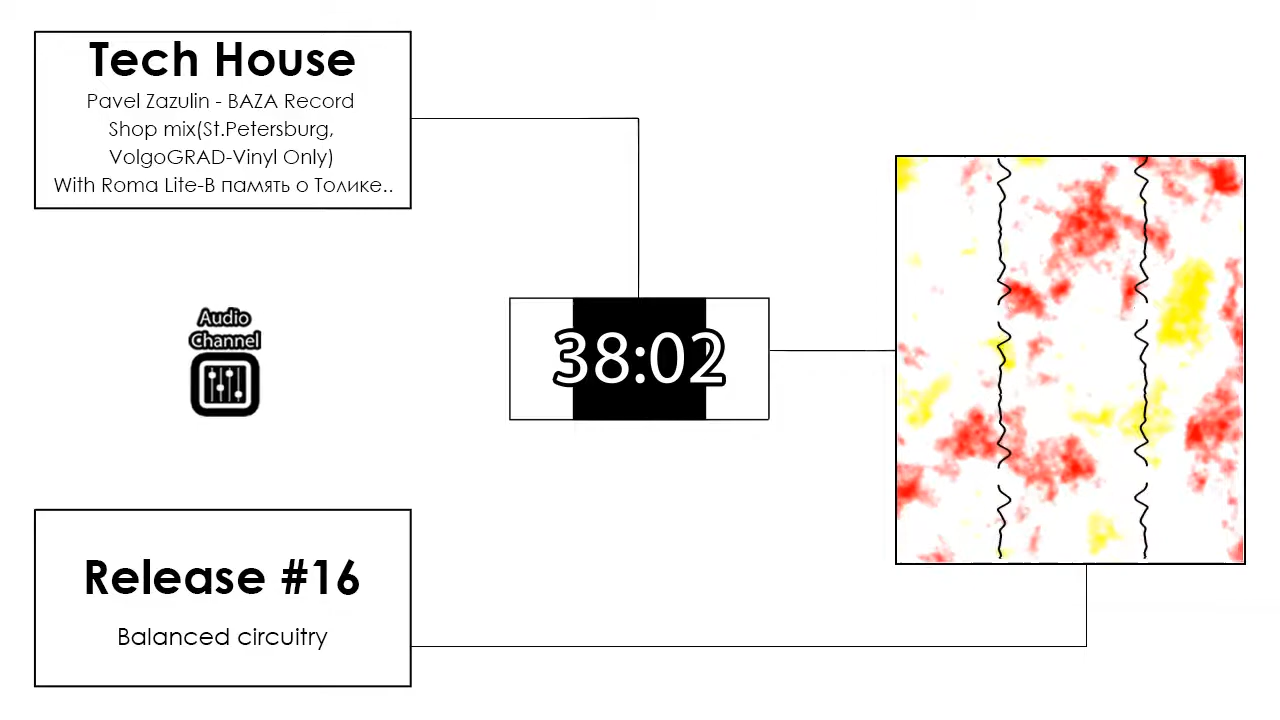 Tech House
Pavel Zazulin - BAZA Record
Shop mix(St.Petersburg,
VolgoGRAD-Vinyl Only)
With Roma Lite-В память о Толике..
Audio
Channel
38:02
Release #16
Balanced circuitry